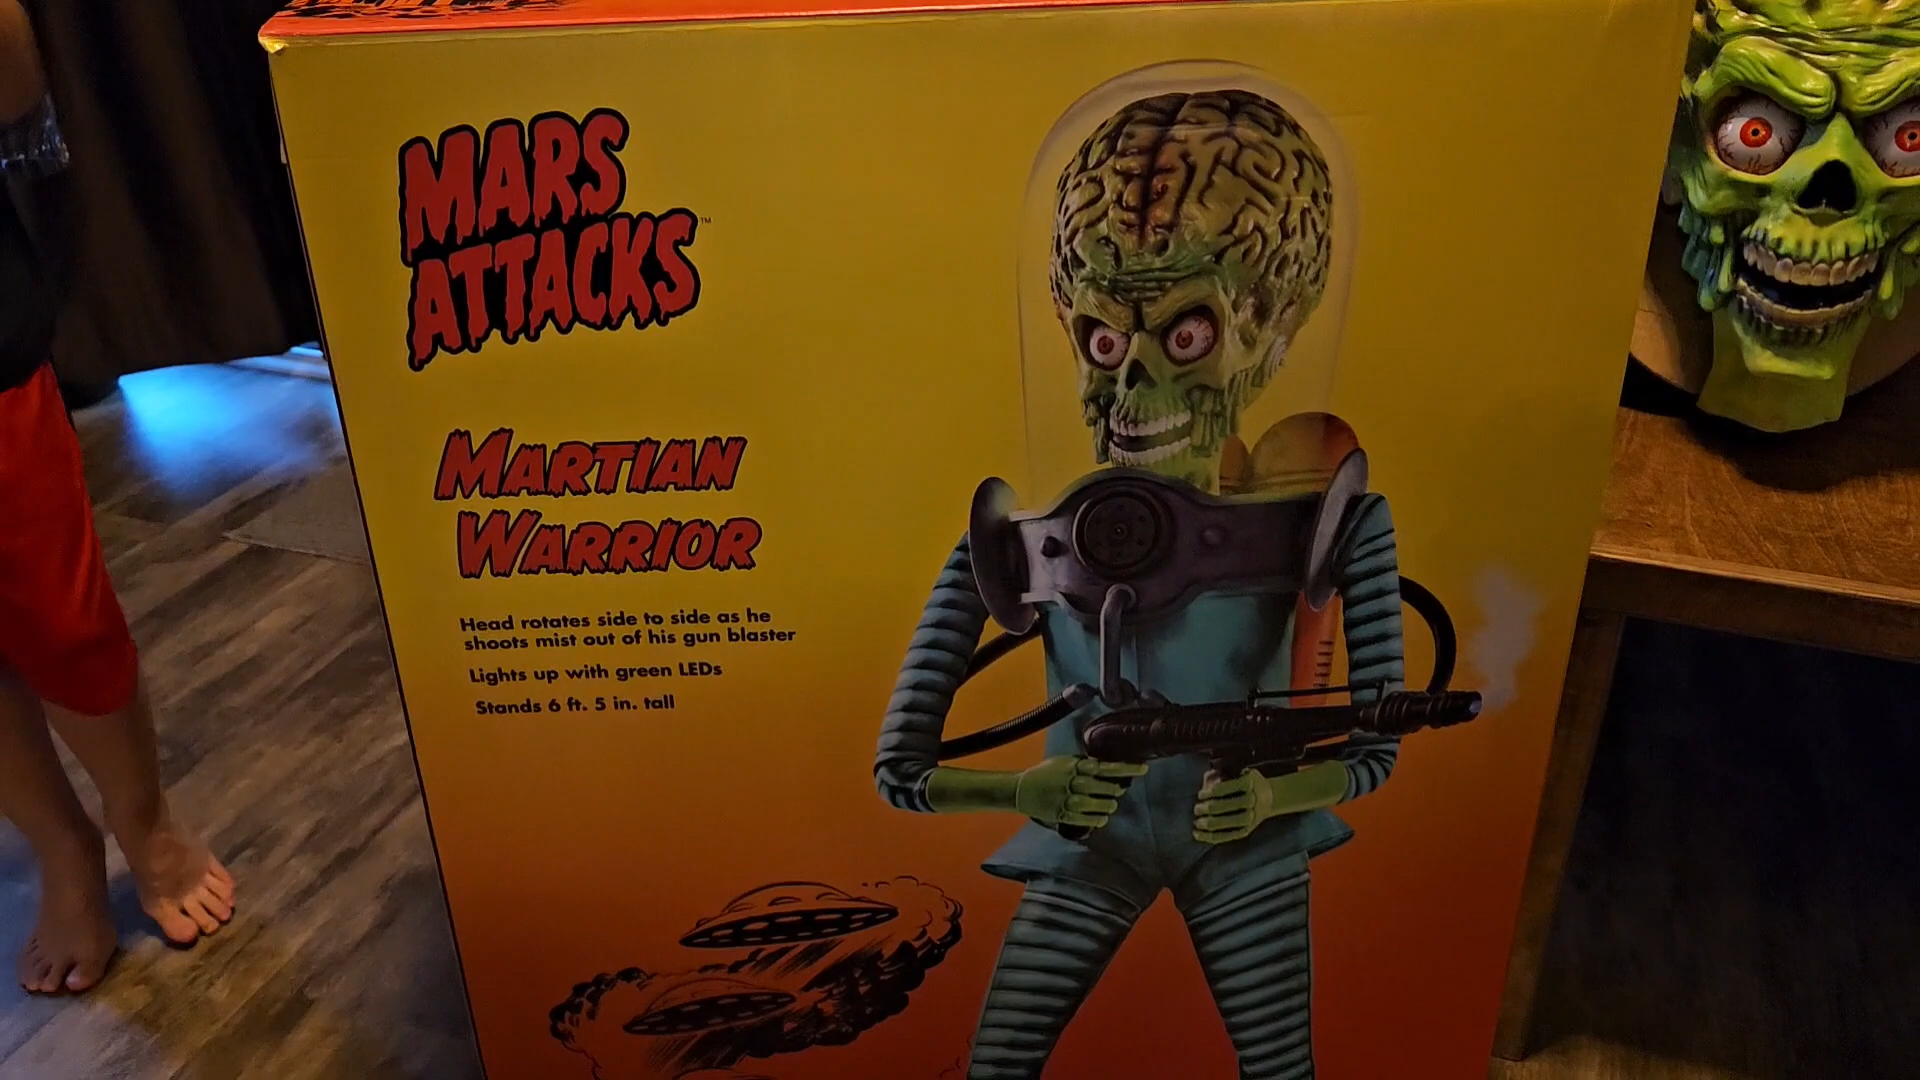 MARS
ATTACKS™
MARTIAN
WARRIOR
Head rotates side to side as he
shoots mist out of his gun blaster
Lights up with green LEDs
Stands 6 ft. 5 in. tall